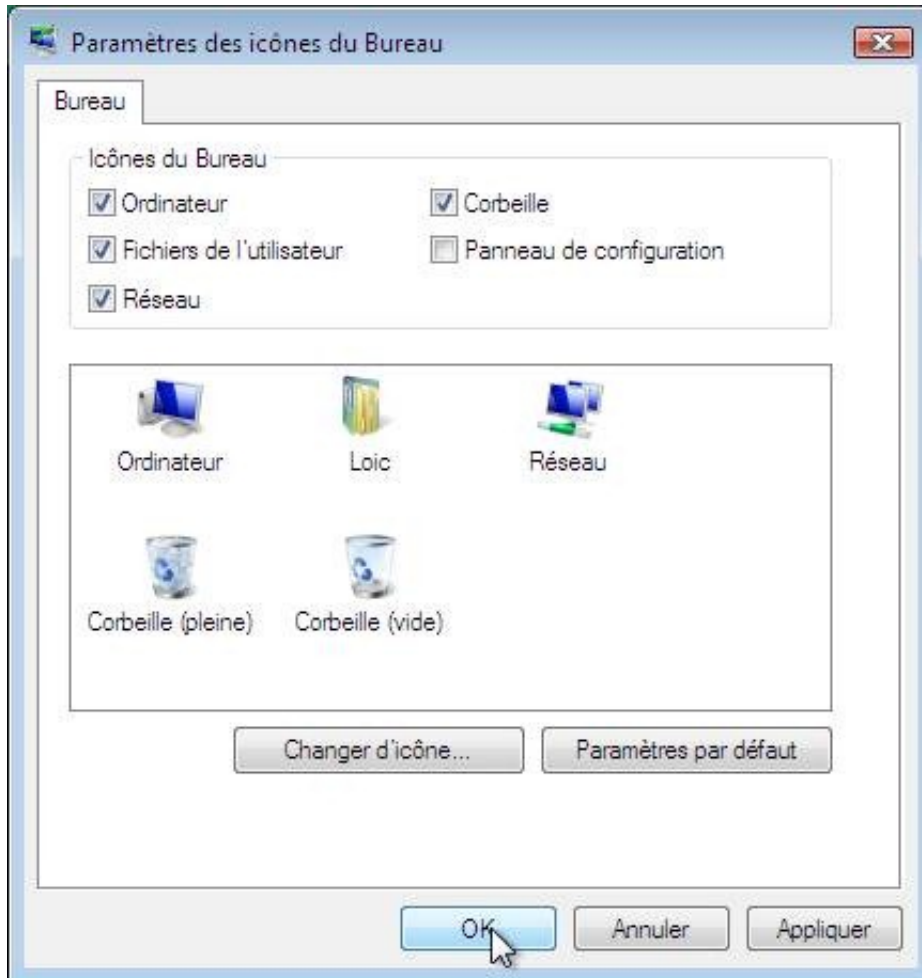 Paramètres des icônes du Bureau
Bureau
Icônes du Bureau
Ordinateur
Corbeille
Fichiers de l'utilisateur
Panneau de configuration
Réseau
Ordinateur
Loic
Réseau
Corbeille (pleine)
Corbeille (vide)
Changer d'icône...
Paramètres par défaut
OK
Annuler
Appliquer